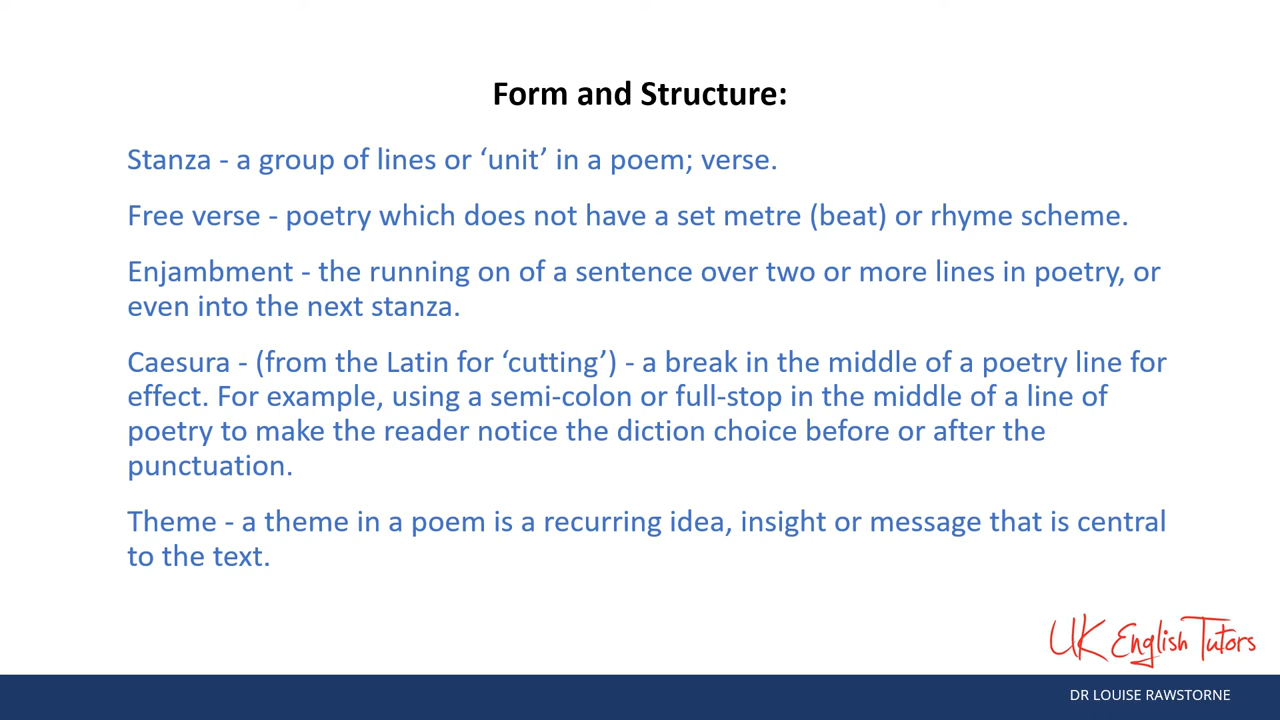 Form and Structure:
Stanza - a group of lines or ‘unit’ in a poem; verse.
Free verse - poetry which does not have a set metre (beat) or rhyme scheme.
Enjambment - the running on of a sentence over two or more lines in poetry, or
even into the next stanza.
Caesura - (from the Latin for ‘cutting’) - a break in the middle of a poetry line for
effect. For example, using a semi-colon or full-stop in the middle of a line of
poetry to make the reader notice the diction choice before or after the
punctuation.
Theme - a theme in a poem is a recurring idea, insight or message that is central
to the text.
UK English Tutors
DR LOUISE RAWSTORNE